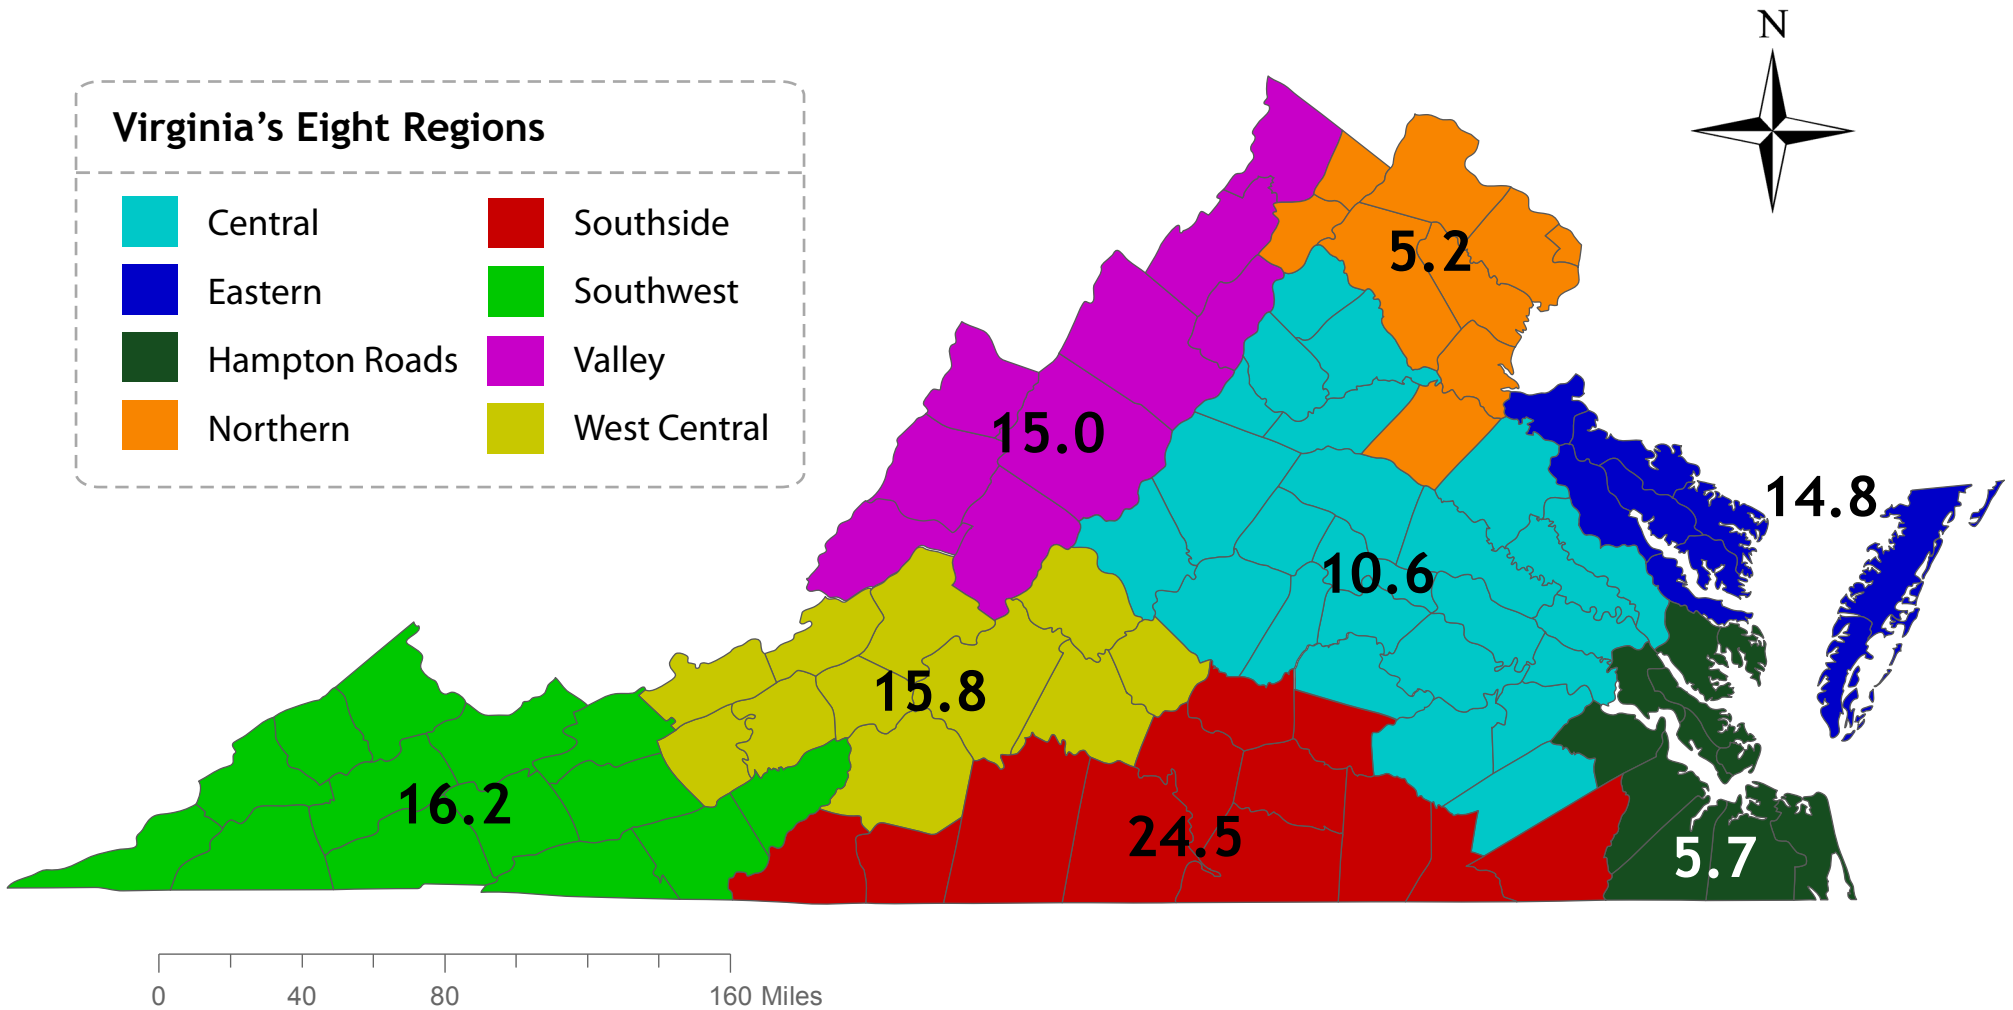 N
Virginia’s Eight Regions
Central
Southside
Eastern
Southwest
Hampton Roads
Valley
Northern
West Central
5.2
15.0
14.8
10.6
15.8
16.2
24.5
5.7
0 40 80 160 Miles